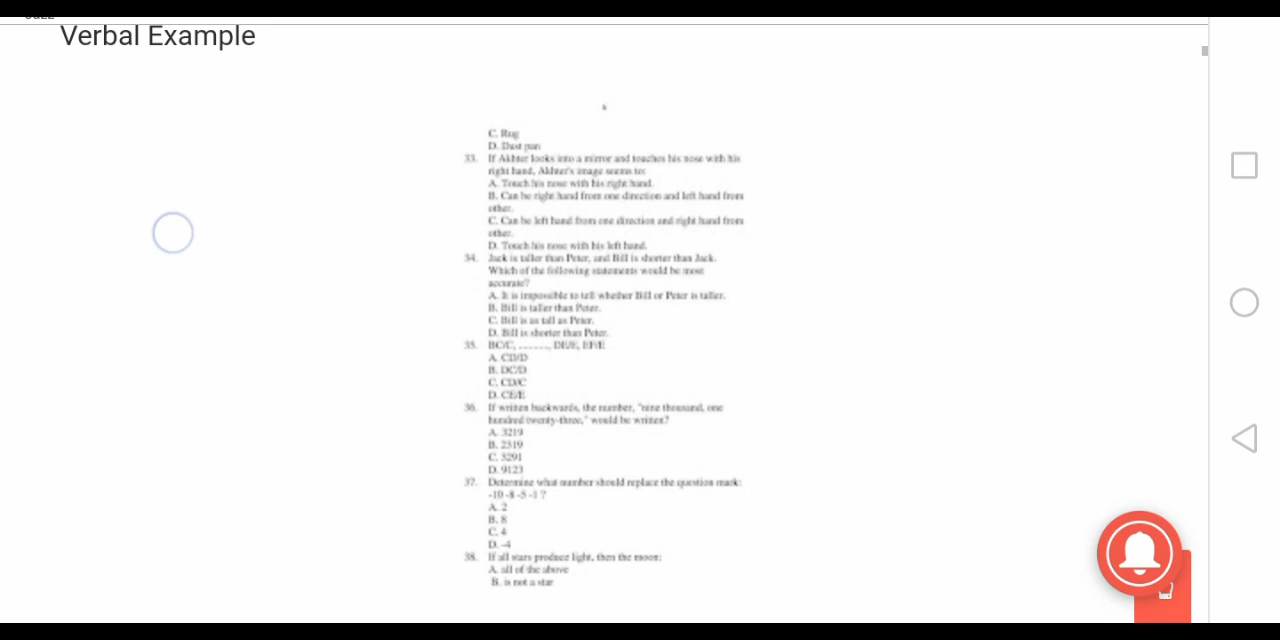 Verbal Example
C. Rug
D. Dust pan
33. If Akhter looks into a mirror and touches his nose with his
right hand, Akhter's image seems to:
A. Touch his nose with his right hand.
B. Can be right hand from one direction and left hand from
other.
C. Can be left hand from one direction and right hand from
other.
D. Touch his nose with his left hand.
34. Jack is taller than Peter, and Bill is shorter than Jack.
Which of the following statements would be most
accurate?
A. It is impossible to tell whether Bill or Peter is taller.
B. Bill is taller than Peter.
C. Bill is as tall as Peter.
D. Bill is shorter than Peter.
35. BC/C, ......., DE/E, EF/E
A. CD/D
B. DC/D
C. CD/C
D. CE/E
36. If written backwards, the number, "nine thousand, one
hundred twenty-three," would be written?
A. 3219
B. 2319
C. 3291
D. 9123
37. Determine what number should replace the question mark:
-10 -8 -5 -1 ?
A. 2
B. 8
C. 4
D. -4
38. If all stars produce light, then the moon:
A. all of the above
B. is not a star